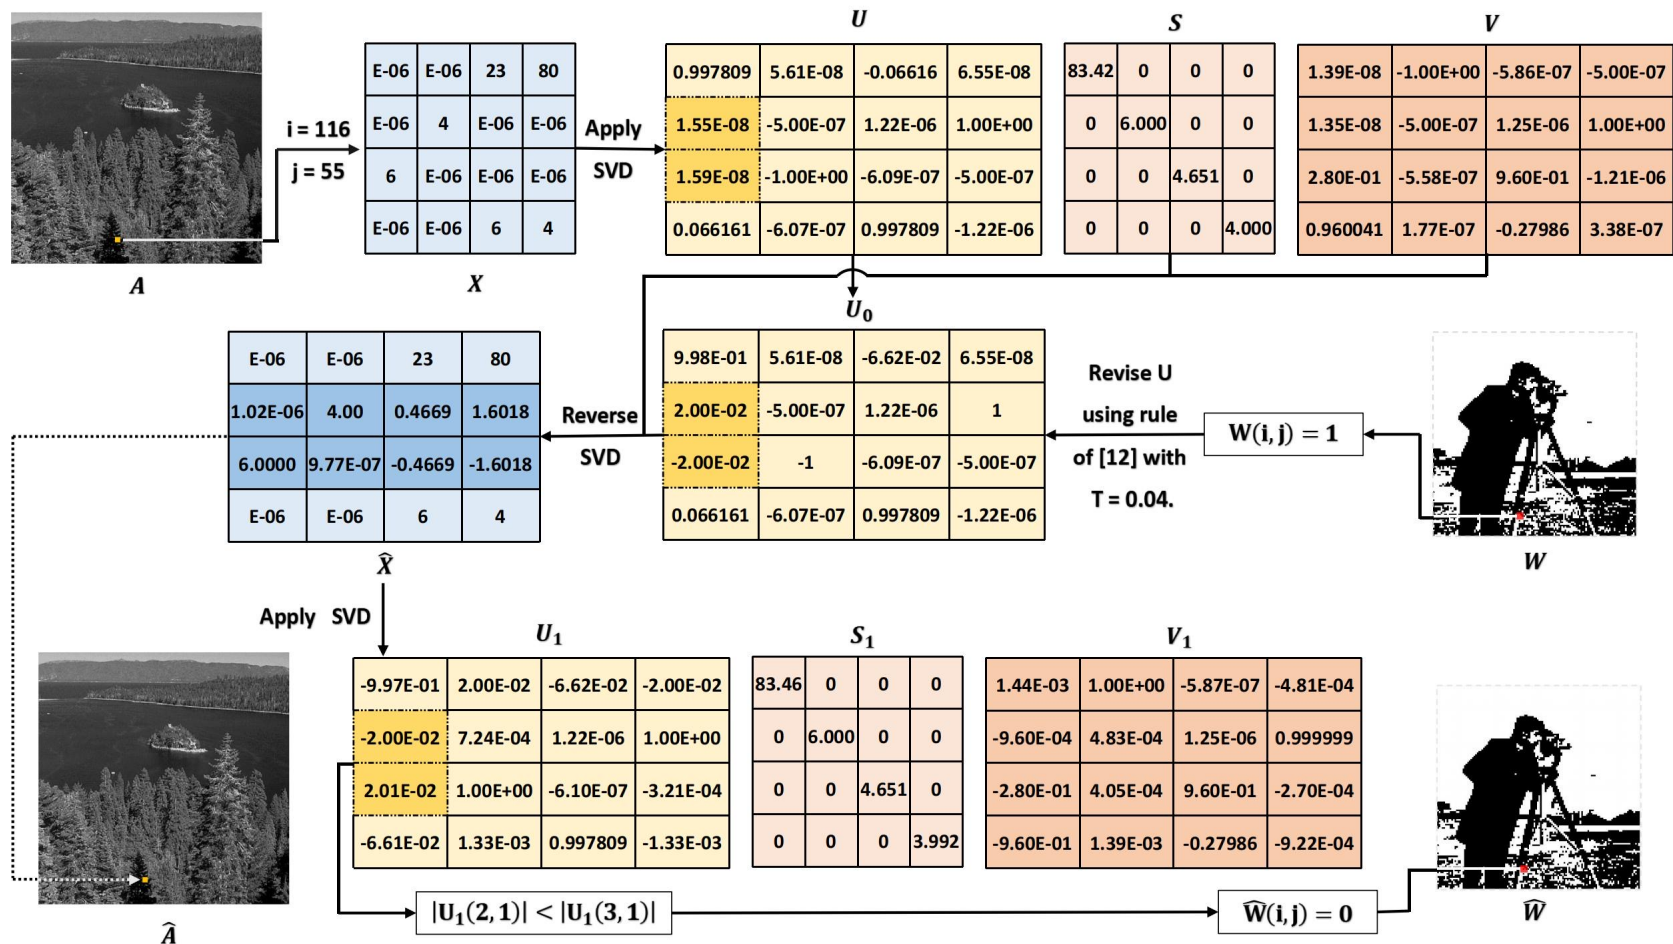 U S V
E-06 E-06 23 80
E-06 4 E-06 E-06
6 E-06 E-06 E-06
E-06 E-06 6 4
X
A
i = 116
j = 55
Apply
SVD
0.997809 5.61E-08 -0.06616 6.55E-08
1.55E-08 -5.00E-07 1.22E-06 1.00E+00
1.59E-08 -1.00E+00 -6.09E-07 -5.00E-07
0.066161 -6.07E-07 0.997809 -1.22E-06
83.42 0 0 0
0 6.000 0 0
0 0 4.651 0
0 0 0 4.000
1.39E-08 -1.00E+00 -5.86E-07 -5.00E-07
1.35E-08 -5.00E-07 1.25E-06 1.00E+00
2.80E-01 -5.58E-07 9.60E-01 -1.21E-06
0.960041 1.77E-07 -0.27986 3.38E-07
U₀
E-06 E-06 23 80
1.02E-06 4.00 0.4669 1.6018
6.0000 9.77E-07 -0.4669 -1.6018
E-06 E-06 6 4
X̂
Reverse
SVD
9.98E-01 5.61E-08 -6.62E-02 6.55E-08
2.00E-02 -5.00E-07 1.22E-06 1
-2.00E-02 -1 -6.09E-07 -5.00E-07
0.066161 -6.07E-07 0.997809 -1.22E-06
Revise U
using rule
of [12] with
T = 0.04.
W(i, j) = 1
W
Apply SVD
U₁ S₁ V₁
-9.97E-01 2.00E-02 -6.62E-02 -2.00E-02
-2.00E-02 7.24E-04 1.22E-06 1.00E+00
2.01E-02 1.00E+00 -6.10E-07 -3.21E-04
-6.61E-02 1.33E-03 0.997809 -1.33E-03
83.46 0 0 0
0 6.000 0 0
0 0 4.651 0
0 0 0 3.992
1.44E-03 1.00E+00 -5.87E-07 -4.81E-04
-9.60E-04 4.83E-04 1.25E-06 0.999999
-2.80E-01 4.05E-04 9.60E-01 -2.70E-04
-9.60E-01 1.39E-03 -0.27986 -9.22E-04
|U₁(2, 1)| < |U₁(3, 1)|
Ŵ(i, j) = 0
Â
Ŵ